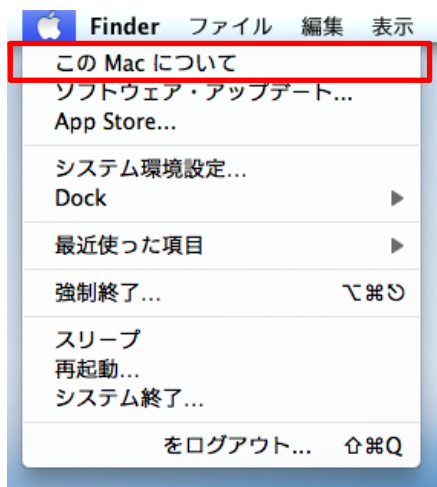 Finder ファイル 編集 表示
この Mac について
ソフトウェア・アップデート...
App Store...
システム環境設定...
Dock ▶
最近使った項目 ▶
強制終了... ⌥⌘⎋
スリープ
再起動...
システム終了...
をログアウト... ⇧⌘Q